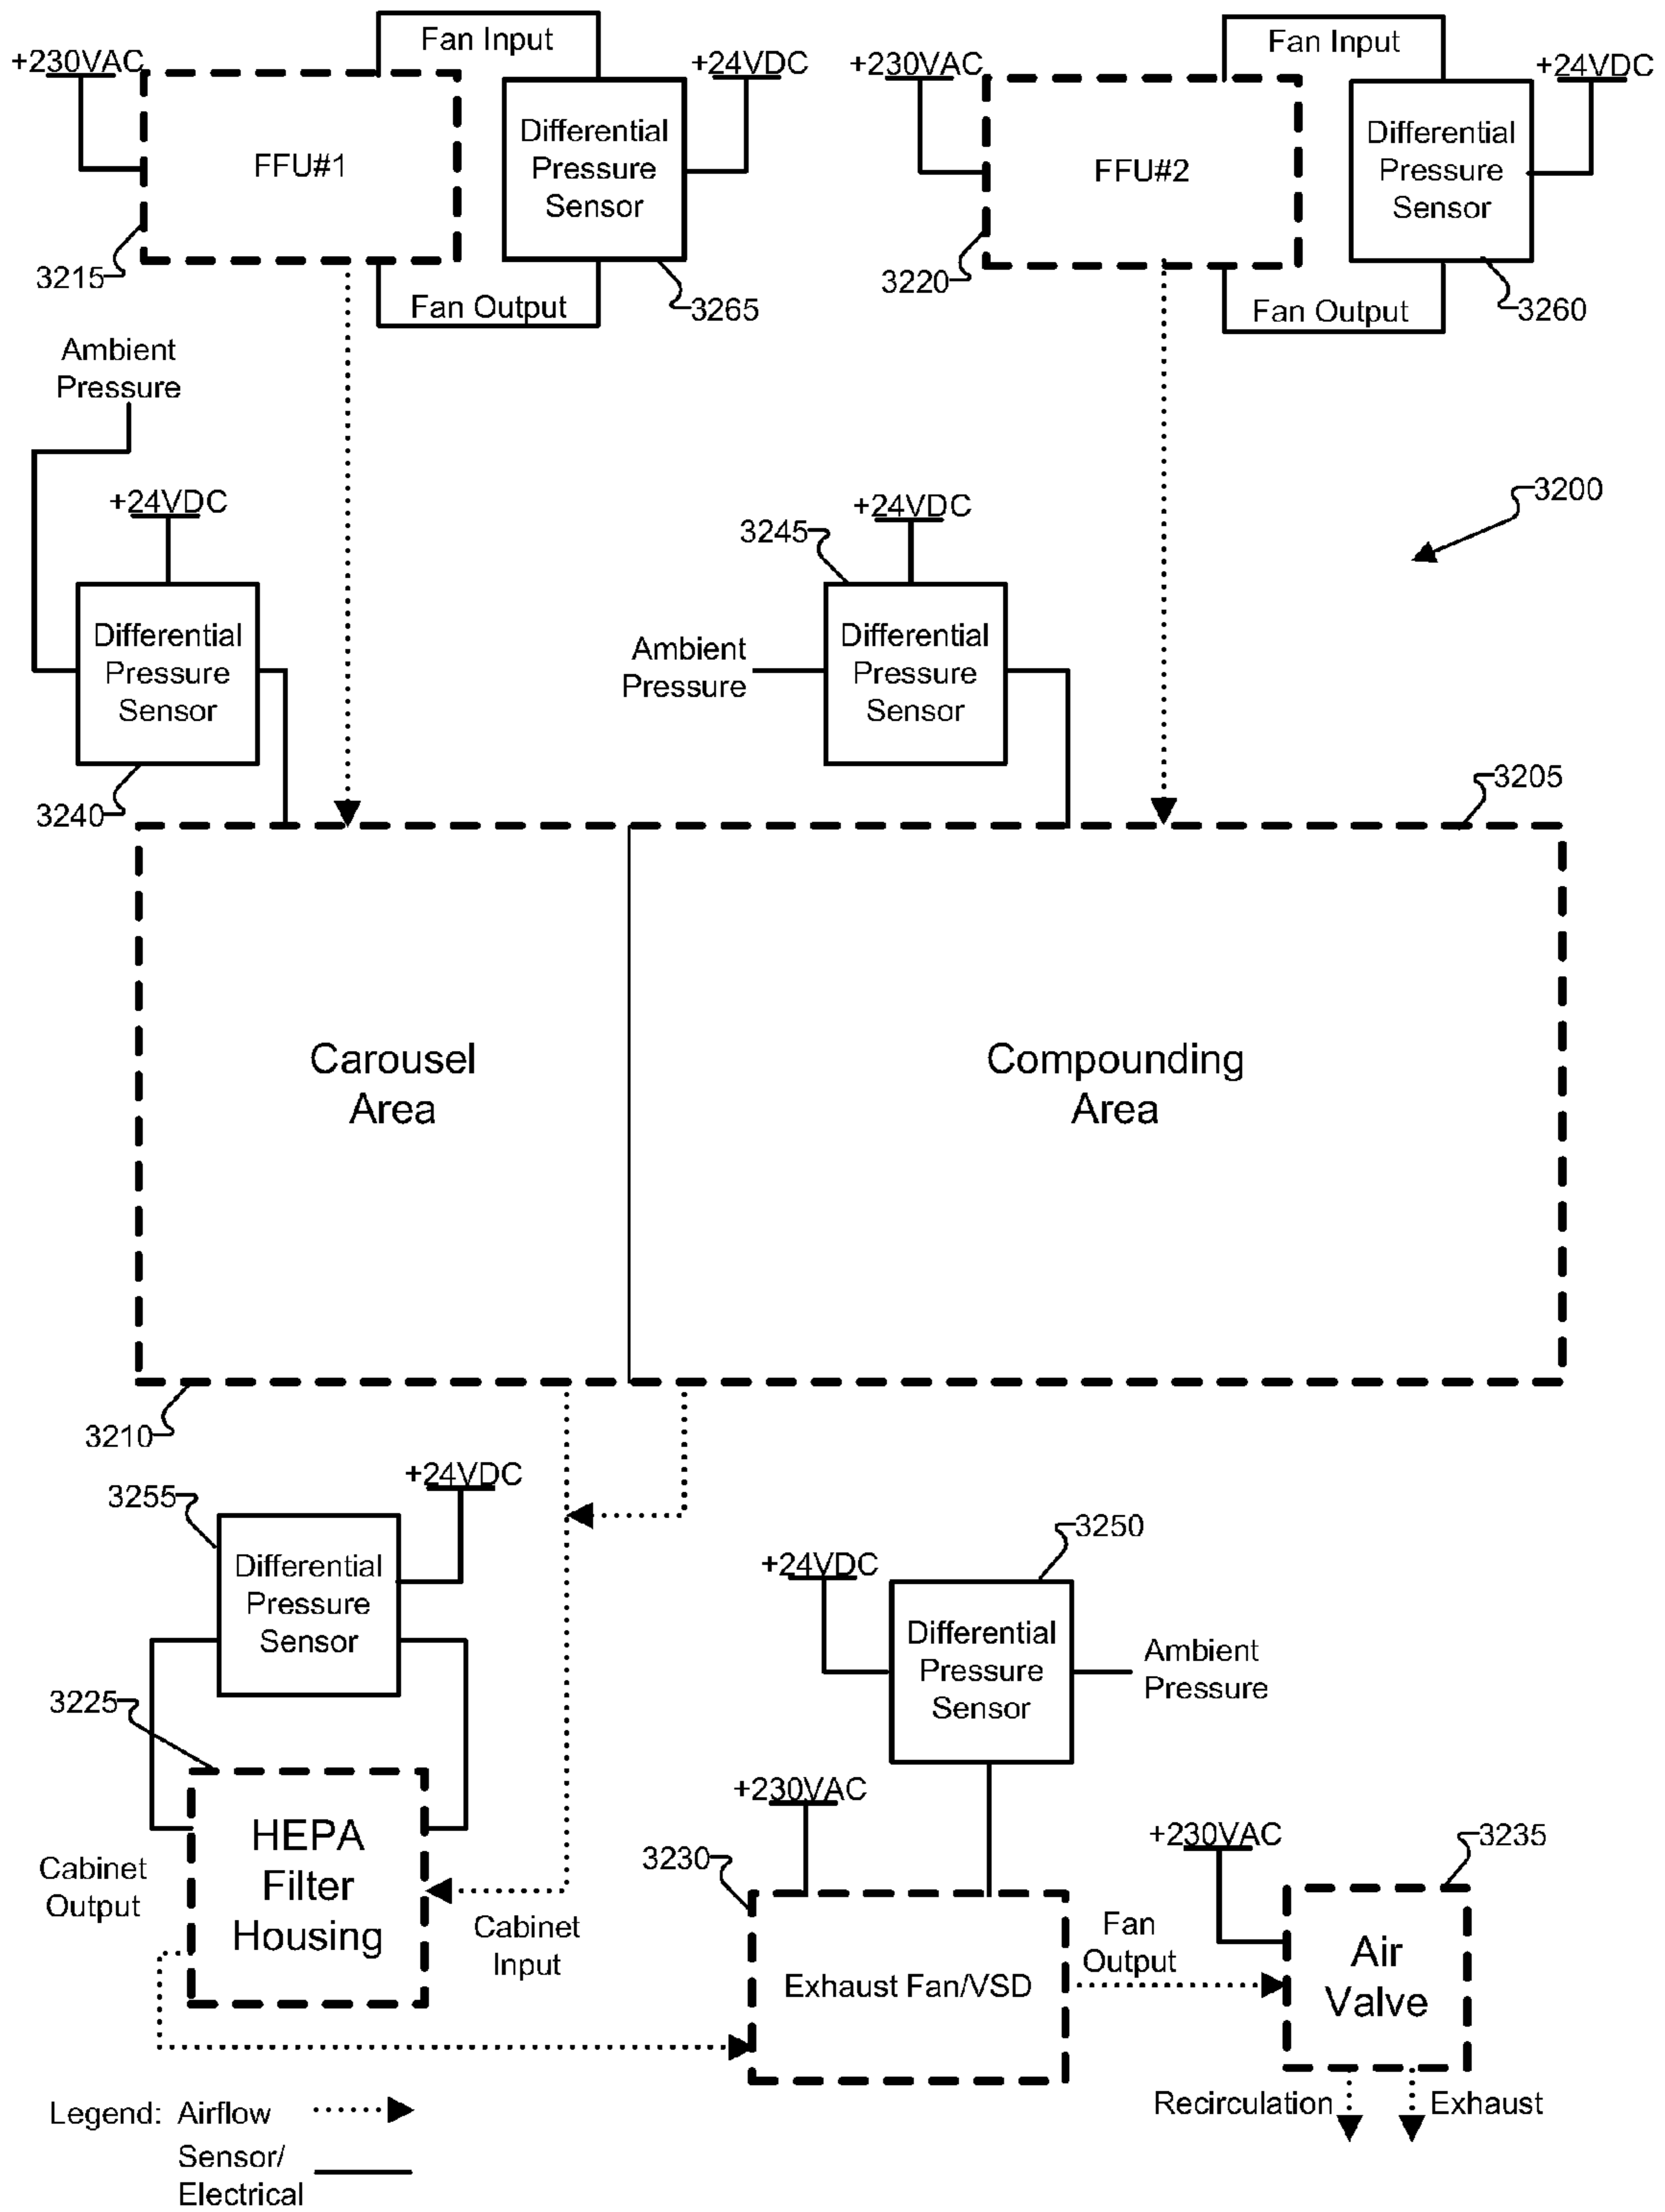 Fan Input
Fan Input
+230VAC
+24VDC
+230VAC
+24VDC
FFU#1
Differential
Pressure
Sensor
FFU#2
Differential
Pressure
Sensor
3215
Fan Output
3265
3220
Fan Output
3260
Ambient
Pressure
+24VDC
3245
+24VDC
3200
Differential
Pressure
Sensor
Ambient
Pressure
Differential
Pressure
Sensor
3240
3205
Carousel
Area
Compounding
Area
3210
3255
+24VDC
Differential
Pressure
Sensor
3250
+24VDC
Differential
Pressure
Sensor
Ambient
Pressure
3225
+230VAC
HEPA
Filter
Housing
Cabinet
Output
Cabinet
Input
3230
Exhaust Fan/VSD
Fan
Output
+230VAC
3235
Air
Valve
Recirculation
Exhaust
Legend: Airflow
Sensor/
Electrical